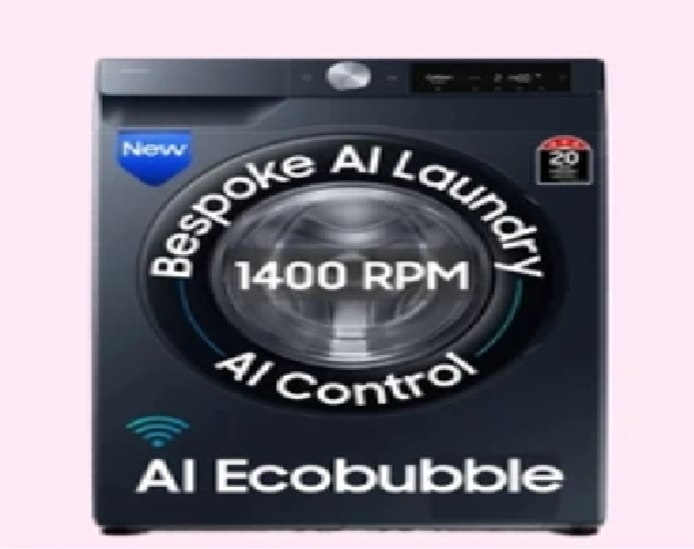 New
20
Bespoke AI Laundry
1400 RPM
AI Control
AI Ecobubble